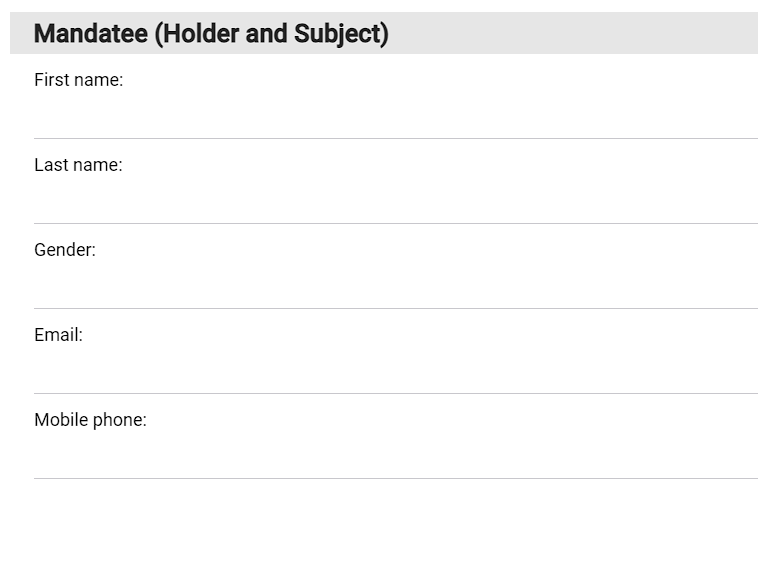 Mandatee (Holder and Subject)
First name:
Last name:
Gender:
Email:
Mobile phone: